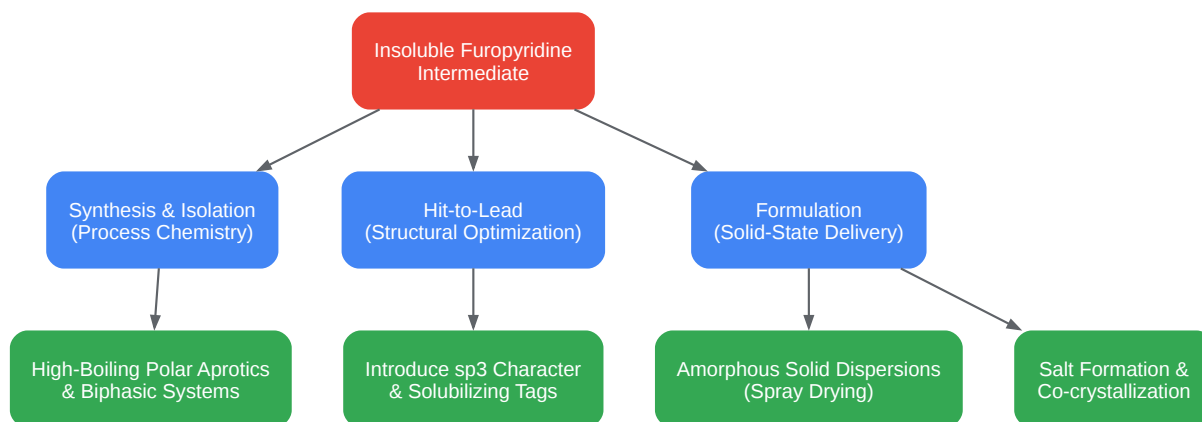 Insoluble Furopyridine
Intermediate
Synthesis & Isolation
(Process Chemistry)
Hit-to-Lead
(Structural Optimization)
Formulation
(Solid-State Delivery)
High-Boiling Polar Aprotics
& Biphasic Systems
Introduce sp3 Character
& Solubilizing Tags
Amorphous Solid Dispersions
(Spray Drying)
Salt Formation &
Co-crystallization